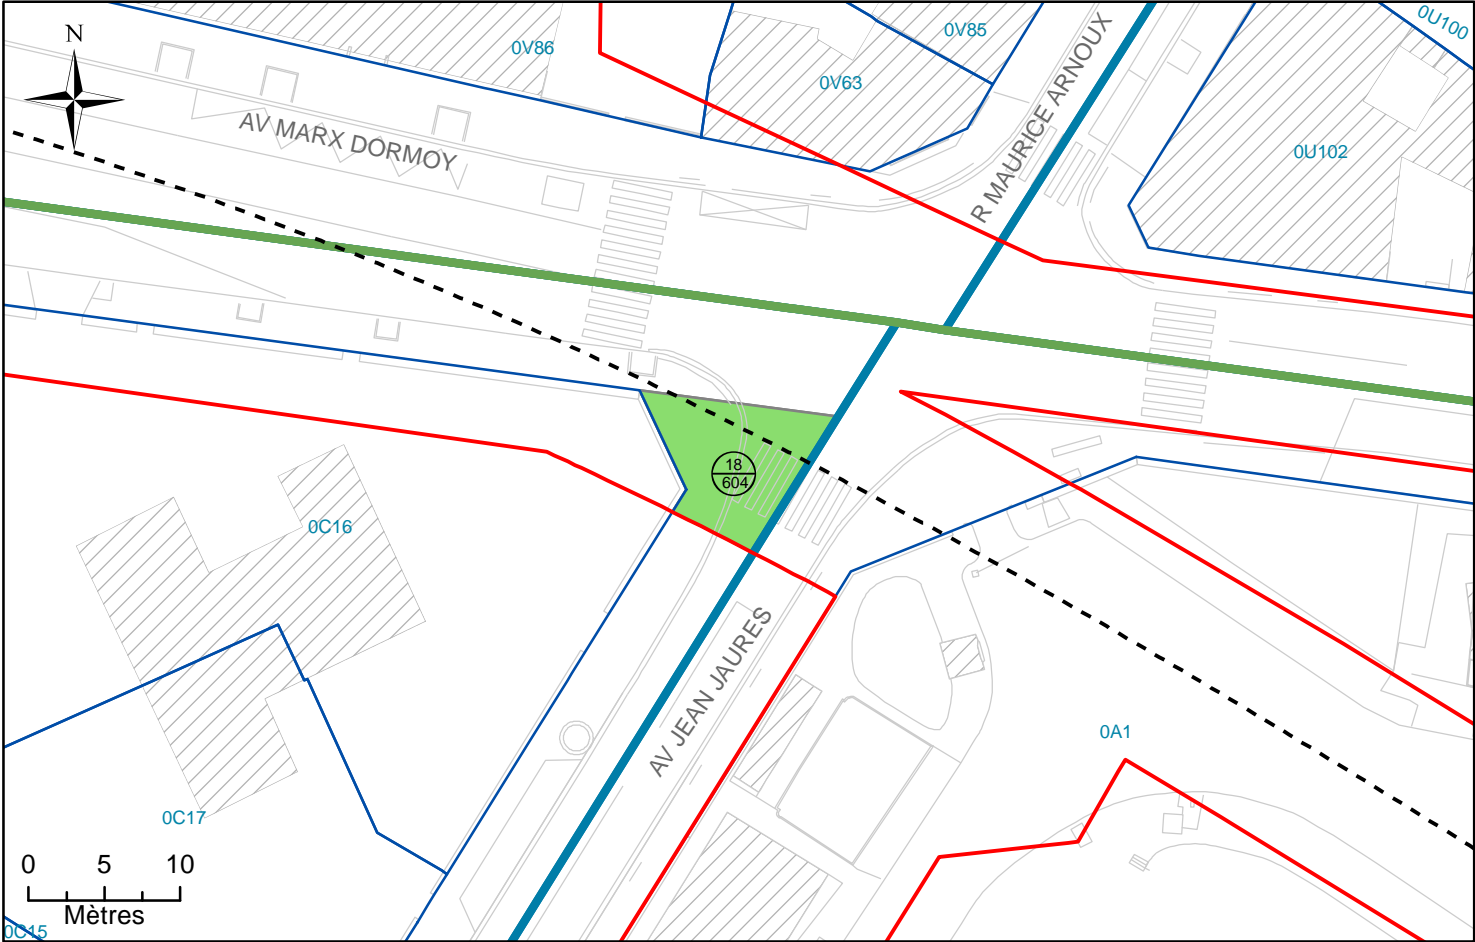 N
0V86
0V85
0U100
0V63
AV MARX DORMOY
R MAURICE ARNOUX
0U102
18
604
0C16
AV JEAN JAURES
0A1
0C17
0 5 10
Mètres
0C15